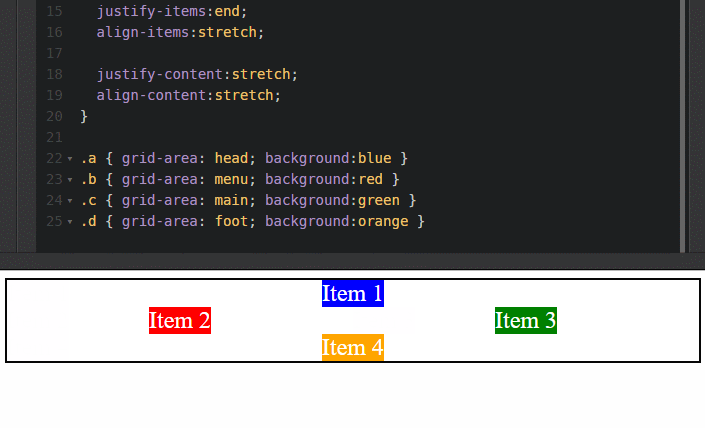 15 justify-items:end;
16 align-items:stretch;
17
18 justify-content:stretch;
19 align-content:stretch;
20 }
21
22 .a { grid-area: head; background:blue }
23 .b { grid-area: menu; background:red }
24 .c { grid-area: main; background:green }
25 .d { grid-area: foot; background:orange }
Item 1
Item 2 Item 3
Item 4